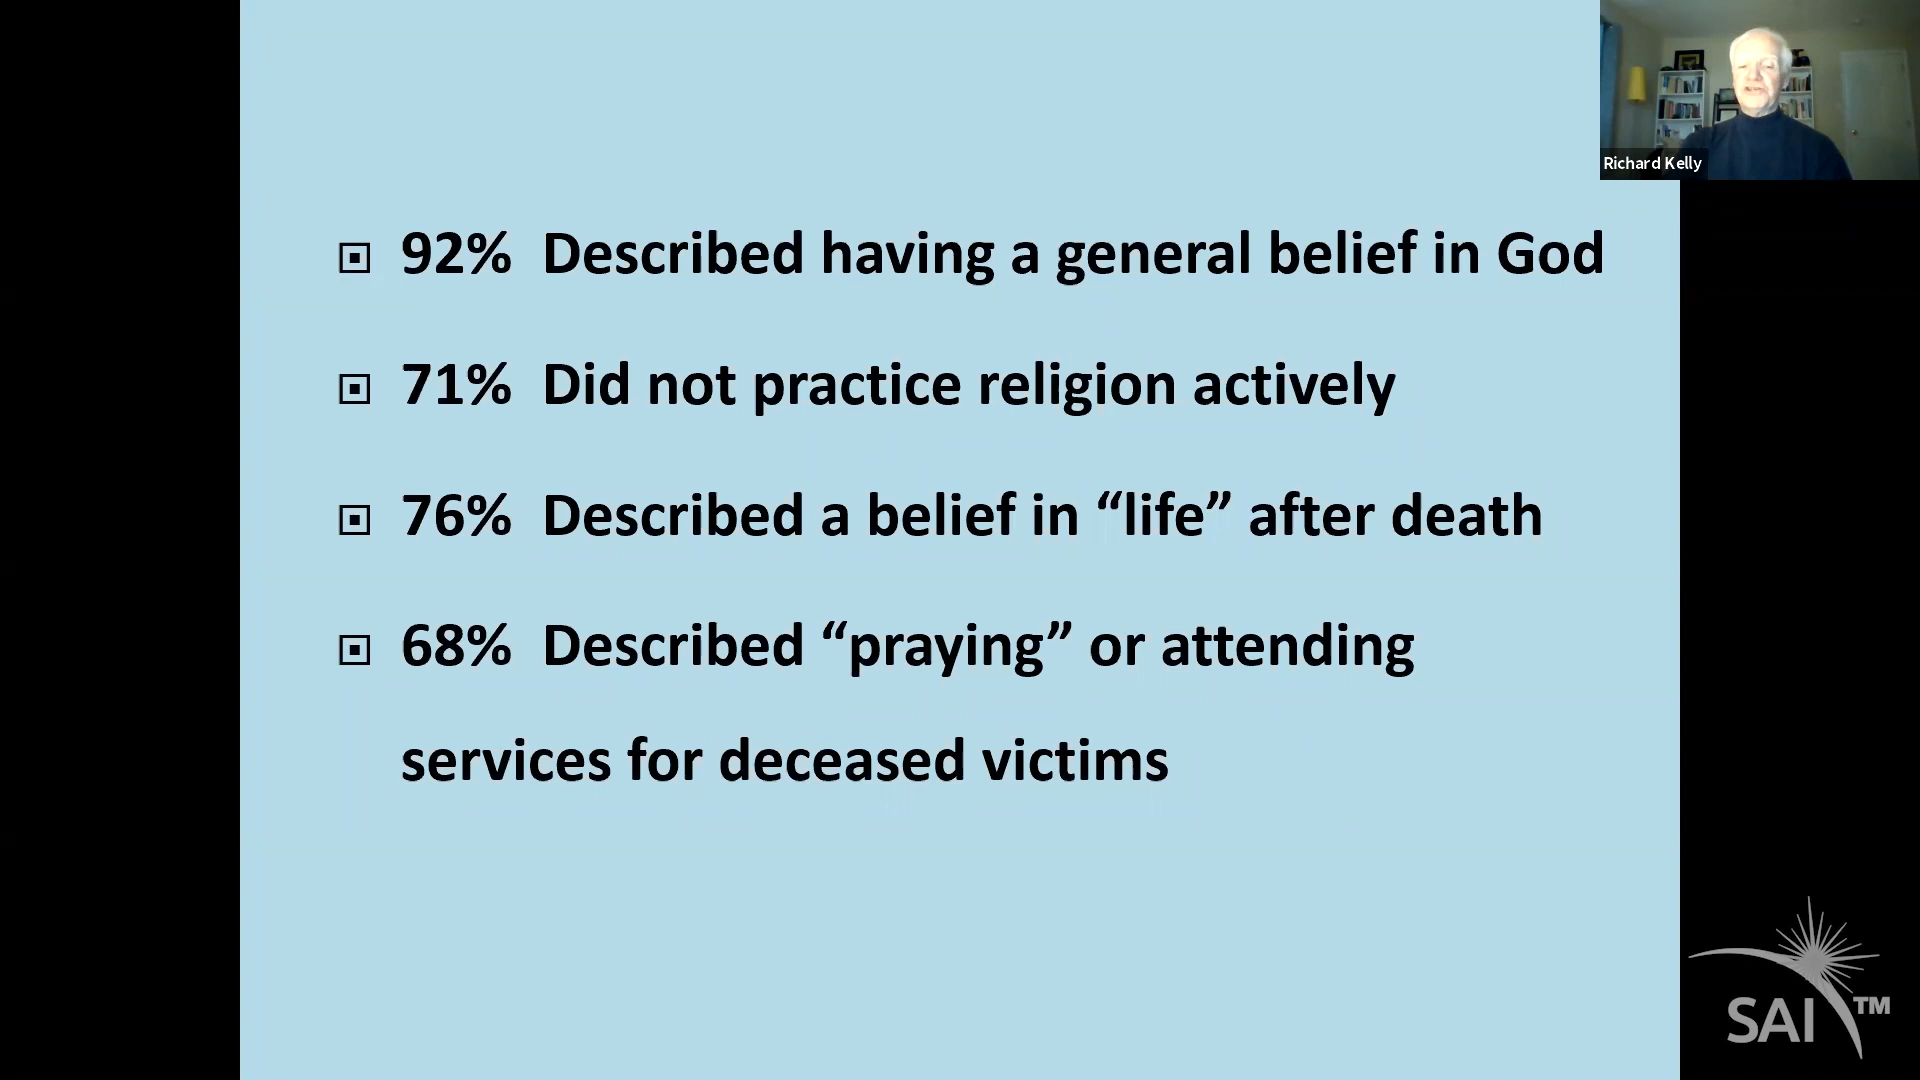 Richard Kelly
92% Described having a general belief in God
71% Did not practice religion actively
76% Described a belief in “life” after death
68% Described “praying” or attending
services for deceased victims
SAI™